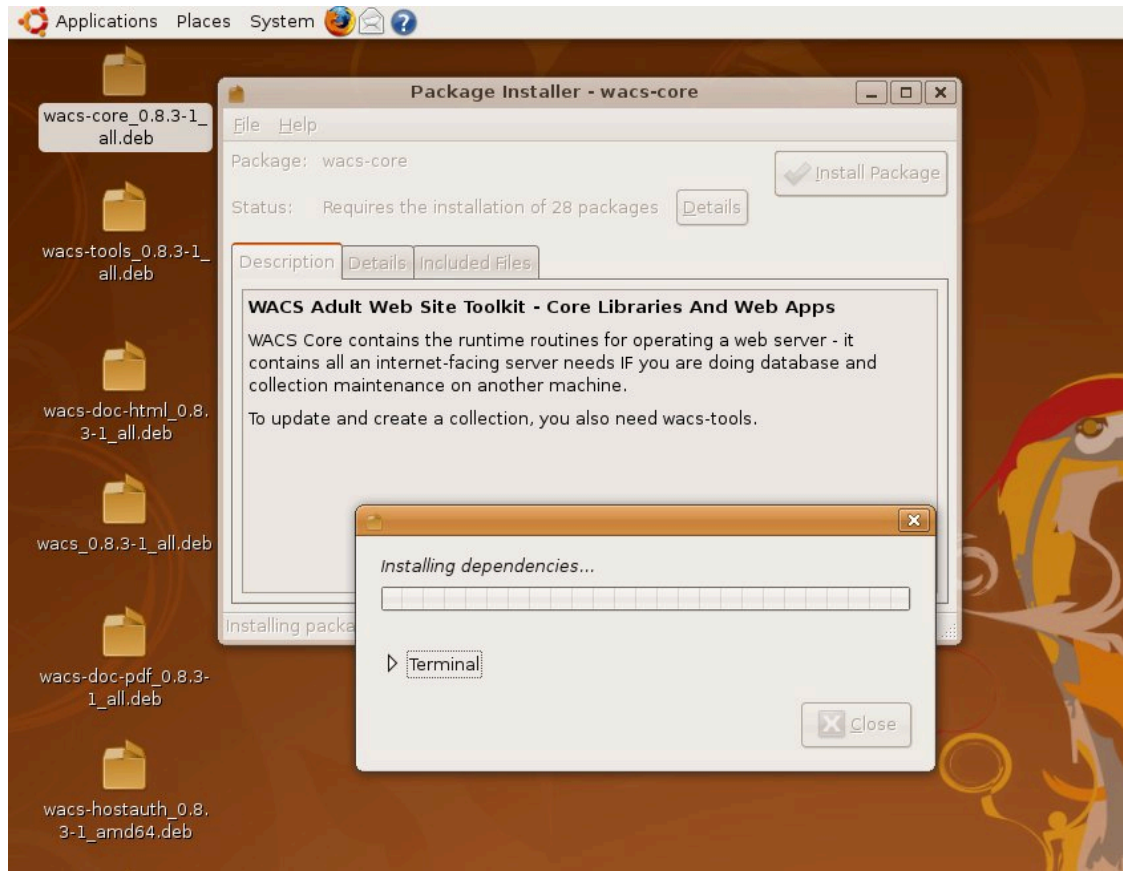 Applications Places System
wacs-core_0.8.3-1_
all.deb
wacs-tools_0.8.3-1_
all.deb
wacs-doc-html_0.8.
3-1_all.deb
wacs_0.8.3-1_all.deb
wacs-doc-pdf_0.8.3-
1_all.deb
wacs-hostauth_0.8.
3-1_amd64.deb
Package Installer - wacs-core
File Help
Package: wacs-core
Install Package
Status: Requires the installation of 28 packages Details
Description Details Included Files
WACS Adult Web Site Toolkit - Core Libraries And Web Apps
WACS Core contains the runtime routines for operating a web server - it
contains all an internet-facing server needs IF you are doing database and
collection maintenance on another machine.
To update and create a collection, you also need wacs-tools.
Installing packa
Installing dependencies...
Terminal
Close